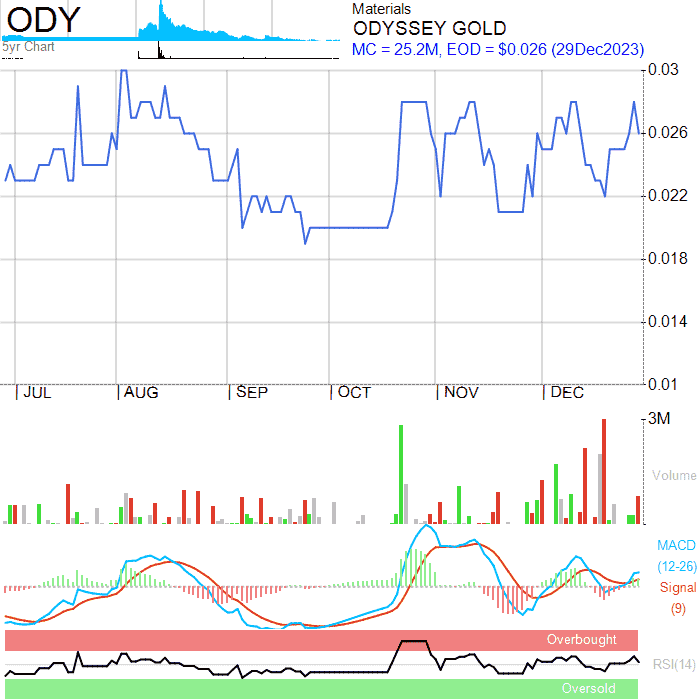 ODY
5yr Chart
Materials
ODYSSEY GOLD
MC = 25.2M, EOD = $0.026 (29Dec2023)
0.03
0.026
0.022
0.018
0.014
0.01
JUL AUG SEP OCT NOV DEC
3M
Volume
MACD
(12-26)
Signal
(9)
Overbought
RSI(14)
Oversold